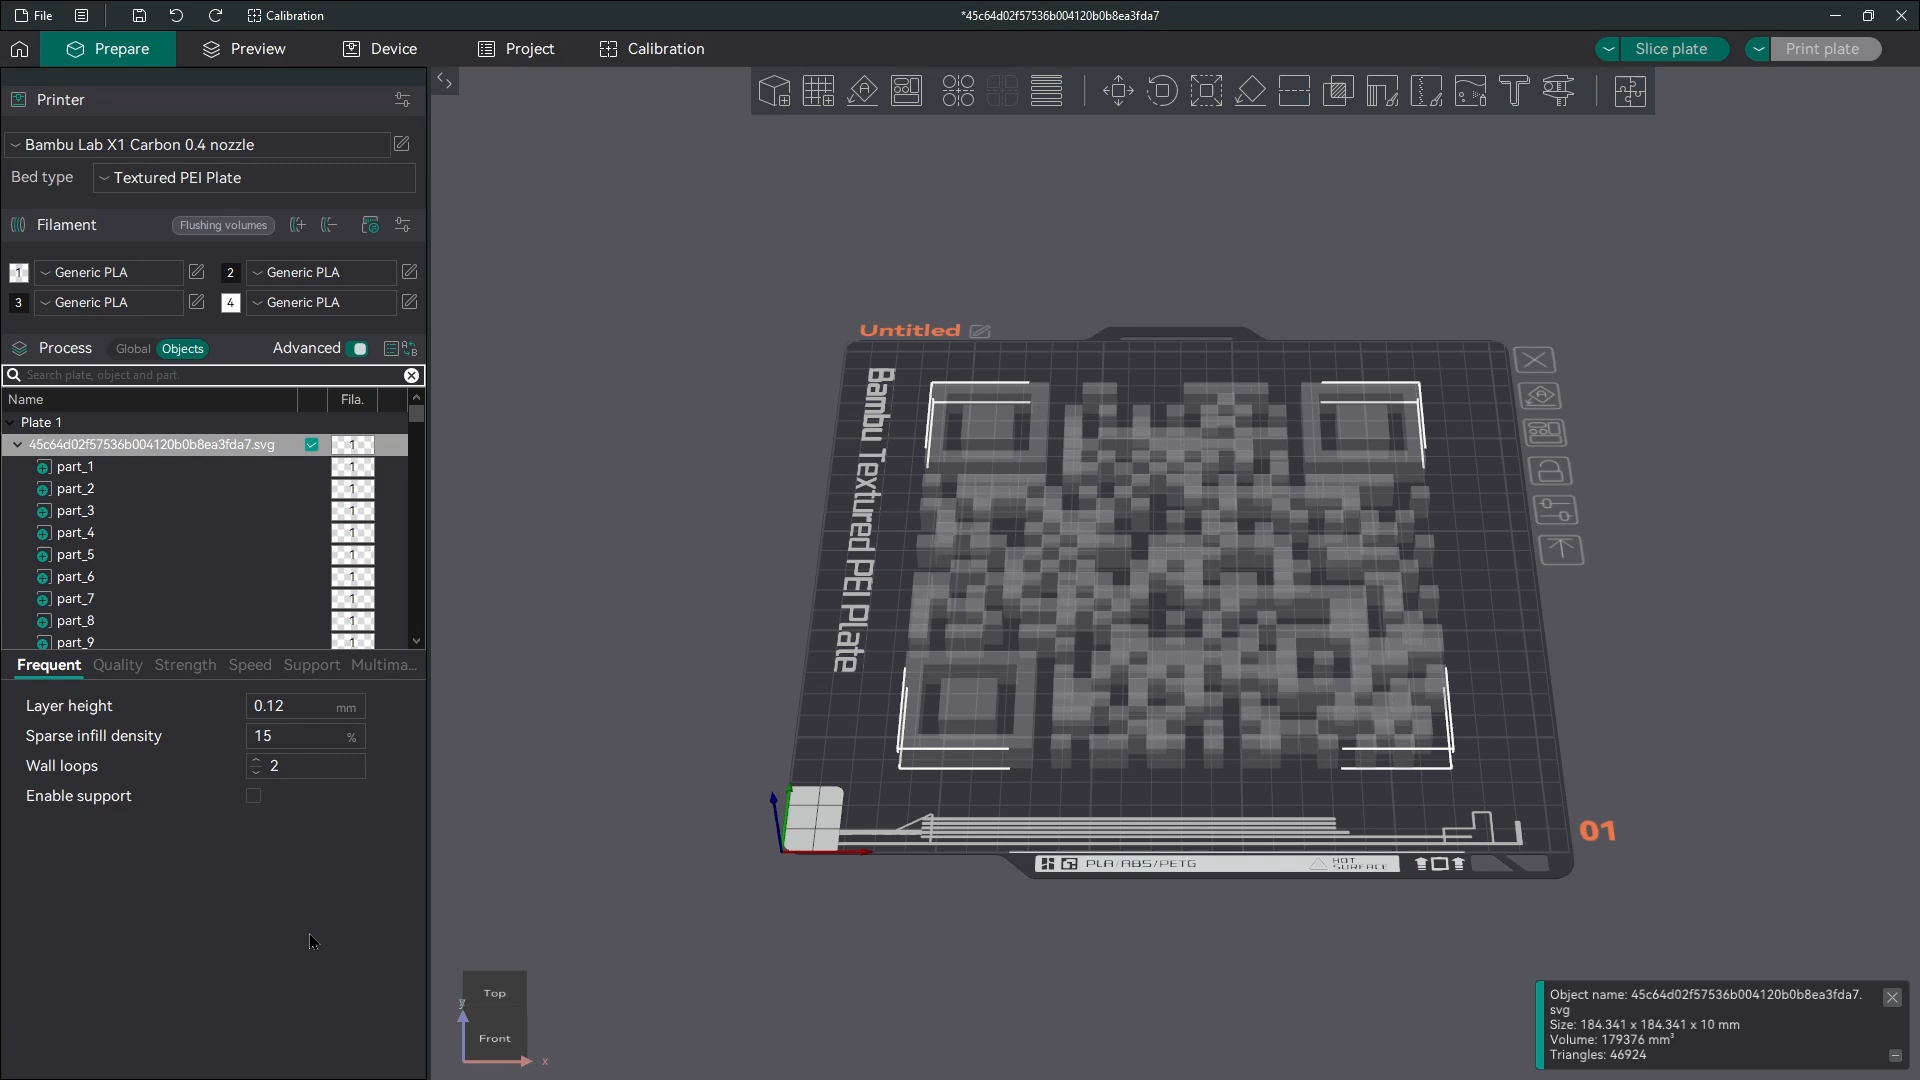 File
Calibration
*45c64d02f57536b004120b0b8ea3fda7
Prepare
Preview
Device
Project
Calibration
Slice plate
Print plate
Printer
Bambu Lab X1 Carbon 0.4 nozzle
Bed type
Textured PEI Plate
Filament
Flushing volumes
1
Generic PLA
2
Generic PLA
3
Generic PLA
4
Generic PLA
Process
Global
Objects
Advanced
Search plate, object and part.
Name
Fila.
Plate 1
45c64d02f57536b004120b0b8ea3fda7.svg
1
part_1
1
part_2
1
part_3
1
part_4
1
part_5
1
part_6
1
part_7
1
part_8
1
part_9
1
Frequent
Quality
Strength
Speed
Support
Multima...
Layer height
0.12
mm
Sparse infill density
15
%
Wall loops
2
Enable support
Untitled
Bambu Textured PEI Plate
01
PLA/ABS/PETG
HOT
SURFACE
Top
Front
y
x
Object name: 45c64d02f57536b004120b0b8ea3fda7.
svg
Size: 184.341 x 184.341 x 10 mm
Volume: 179376 mm³
Triangles: 46924